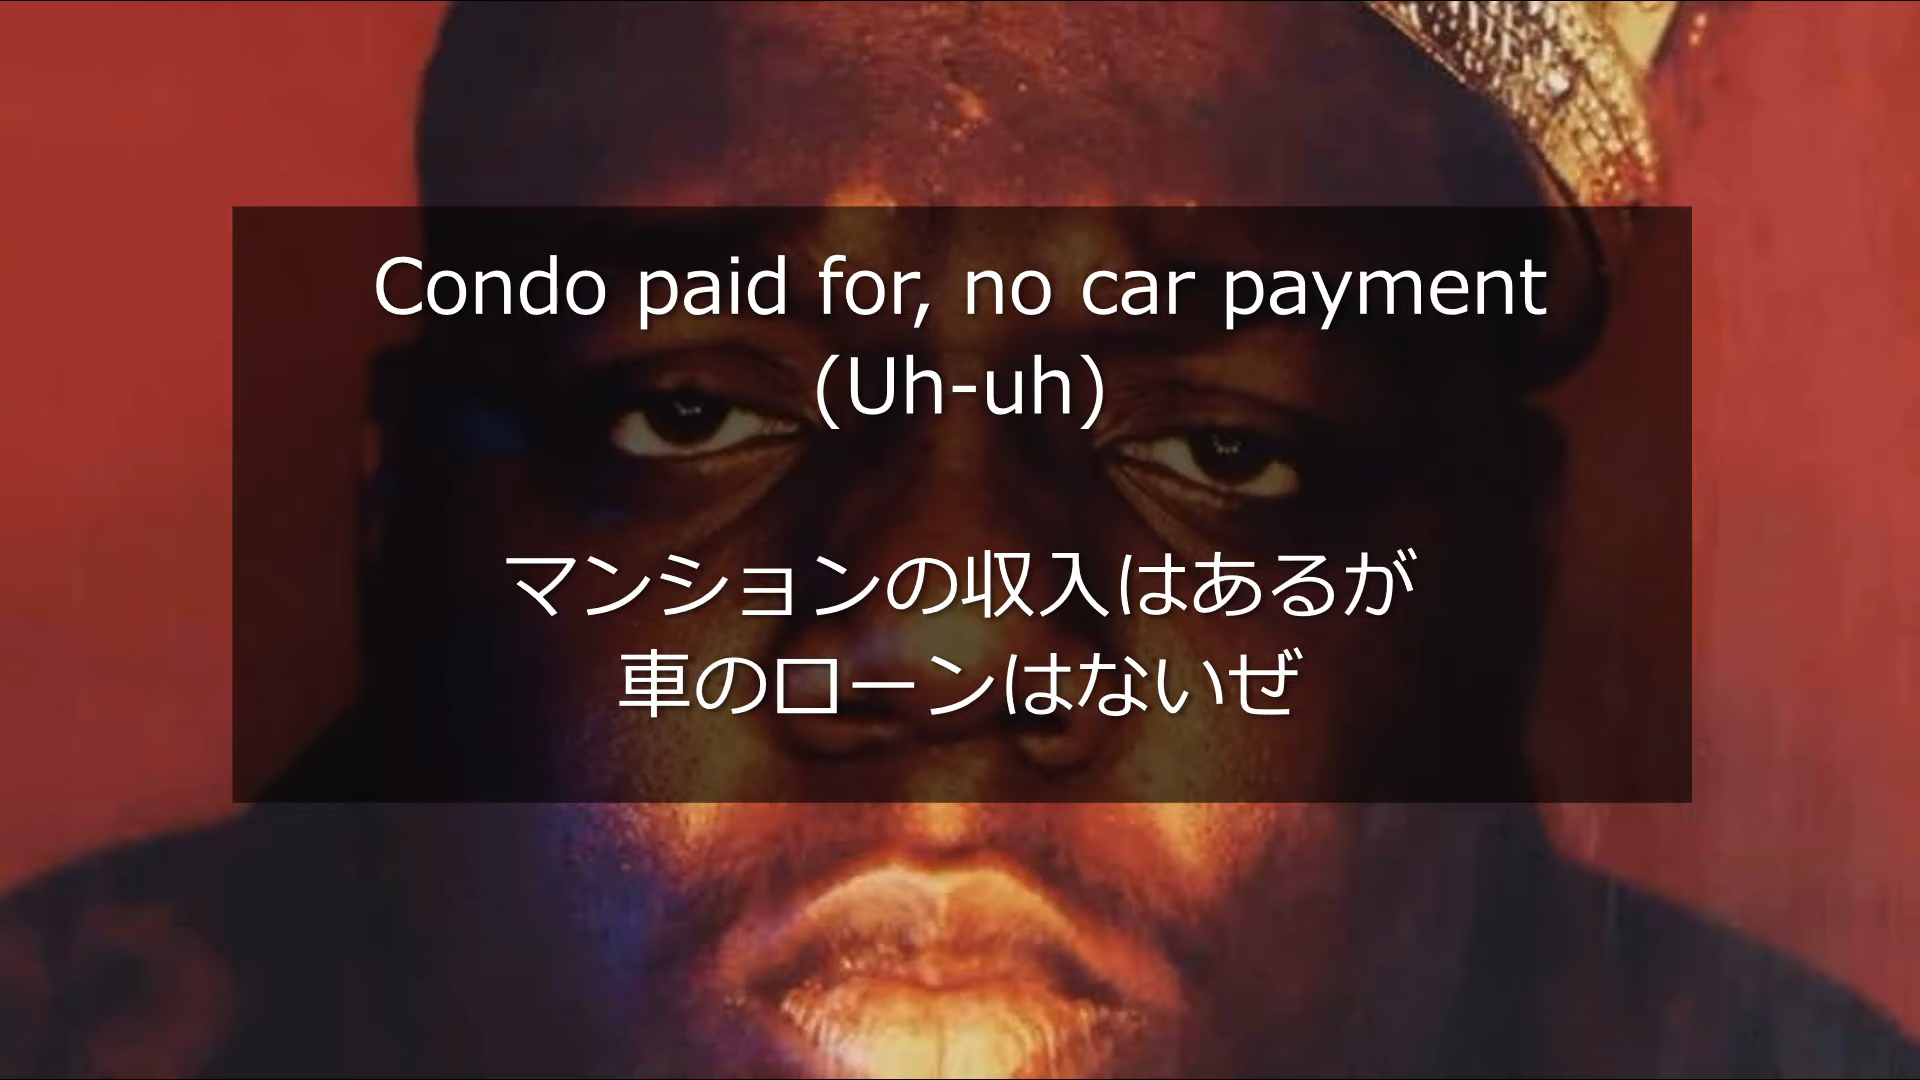 Condo paid for, no car payment
(Uh-uh)
マンションの収入はあるが
車のローンはないぜ